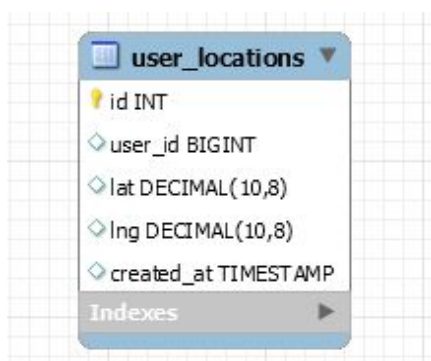 user_locations
id INT
user_id BIGINT
lat DECIMAL(10,8)
lng DECIMAL(10,8)
created_at TIMESTAMP
Indexes